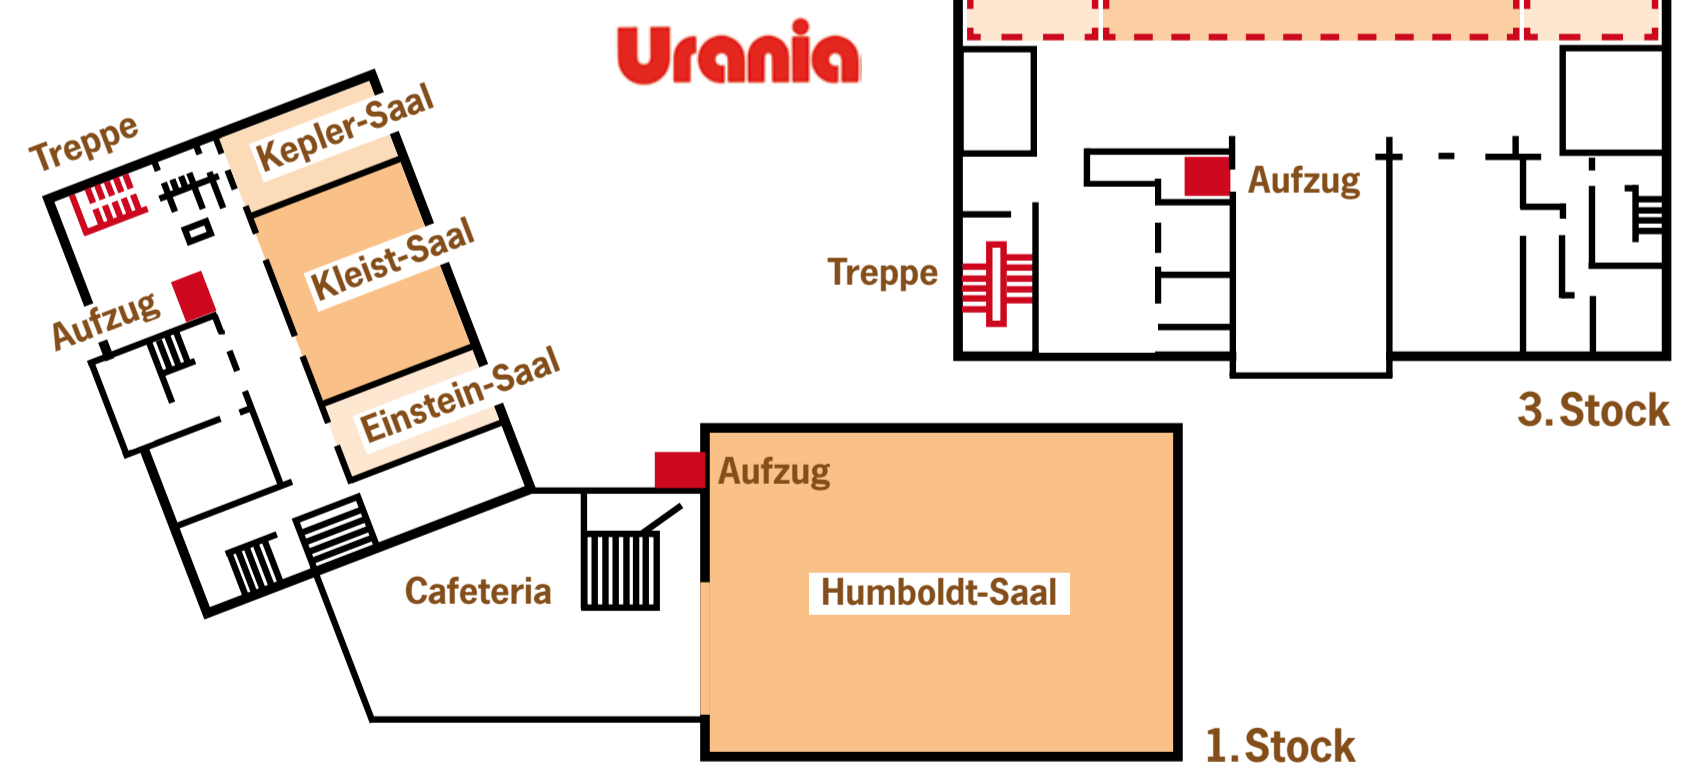 Urania
Treppe
Kepler-Saal
Kleist-Saal
Aufzug
Einstein-Saal
Aufzug
Cafeteria
Humboldt-Saal
1. Stock
Aufzug
Treppe
3. Stock